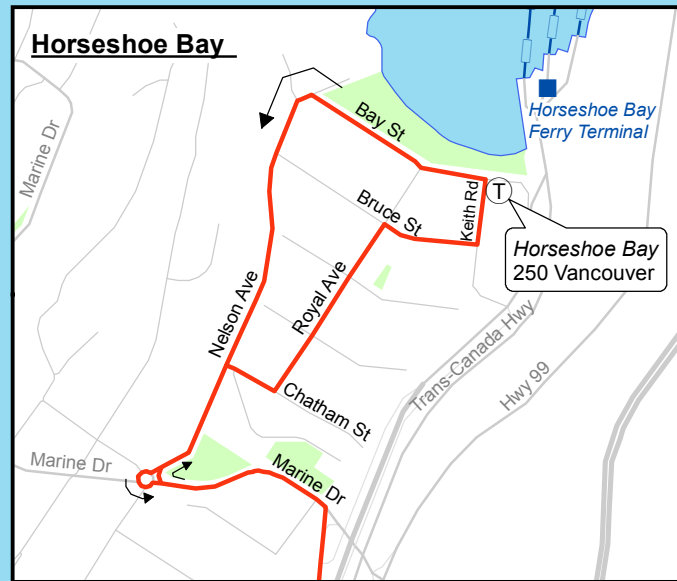 Horseshoe Bay
Horseshoe Bay
Ferry Terminal
Marine Dr
Bay St
Bruce St
Keith Rd
T
Horseshoe Bay
250 Vancouver
Nelson Ave
Royal Ave
Trans-Canada Hwy
Hwy 99
Chatham St
Marine Dr
Marine Dr